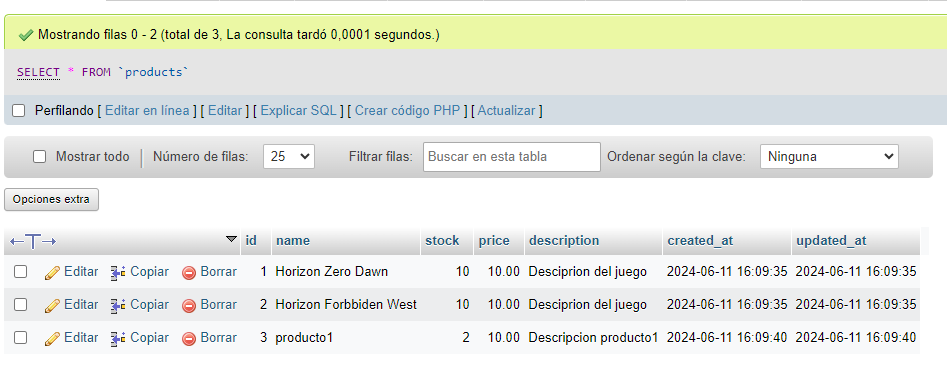 Mostrando filas 0 - 2 (total de 3, La consulta tardó 0,0001 segundos.)
SELECT * FROM `products`
Perfilando [ Editar en línea ] [ Editar ] [ Explicar SQL ] [ Crear código PHP ] [ Actualizar ]
Mostrar todo | Número de filas: 25 Filtrar filas: Buscar en esta tabla Ordenar según la clave: Ninguna
Opciones extra
←T→ id name stock price description created_at updated_at
Editar Copiar Borrar 1 Horizon Zero Dawn 10 10.00 Desciprion del juego 2024-06-11 16:09:35 2024-06-11 16:09:35
Editar Copiar Borrar 2 Horizon Forbbiden West 10 10.00 Desciprion del juego 2024-06-11 16:09:35 2024-06-11 16:09:35
Editar Copiar Borrar 3 producto1 2 10.00 Descripcion producto1 2024-06-11 16:09:40 2024-06-11 16:09:40